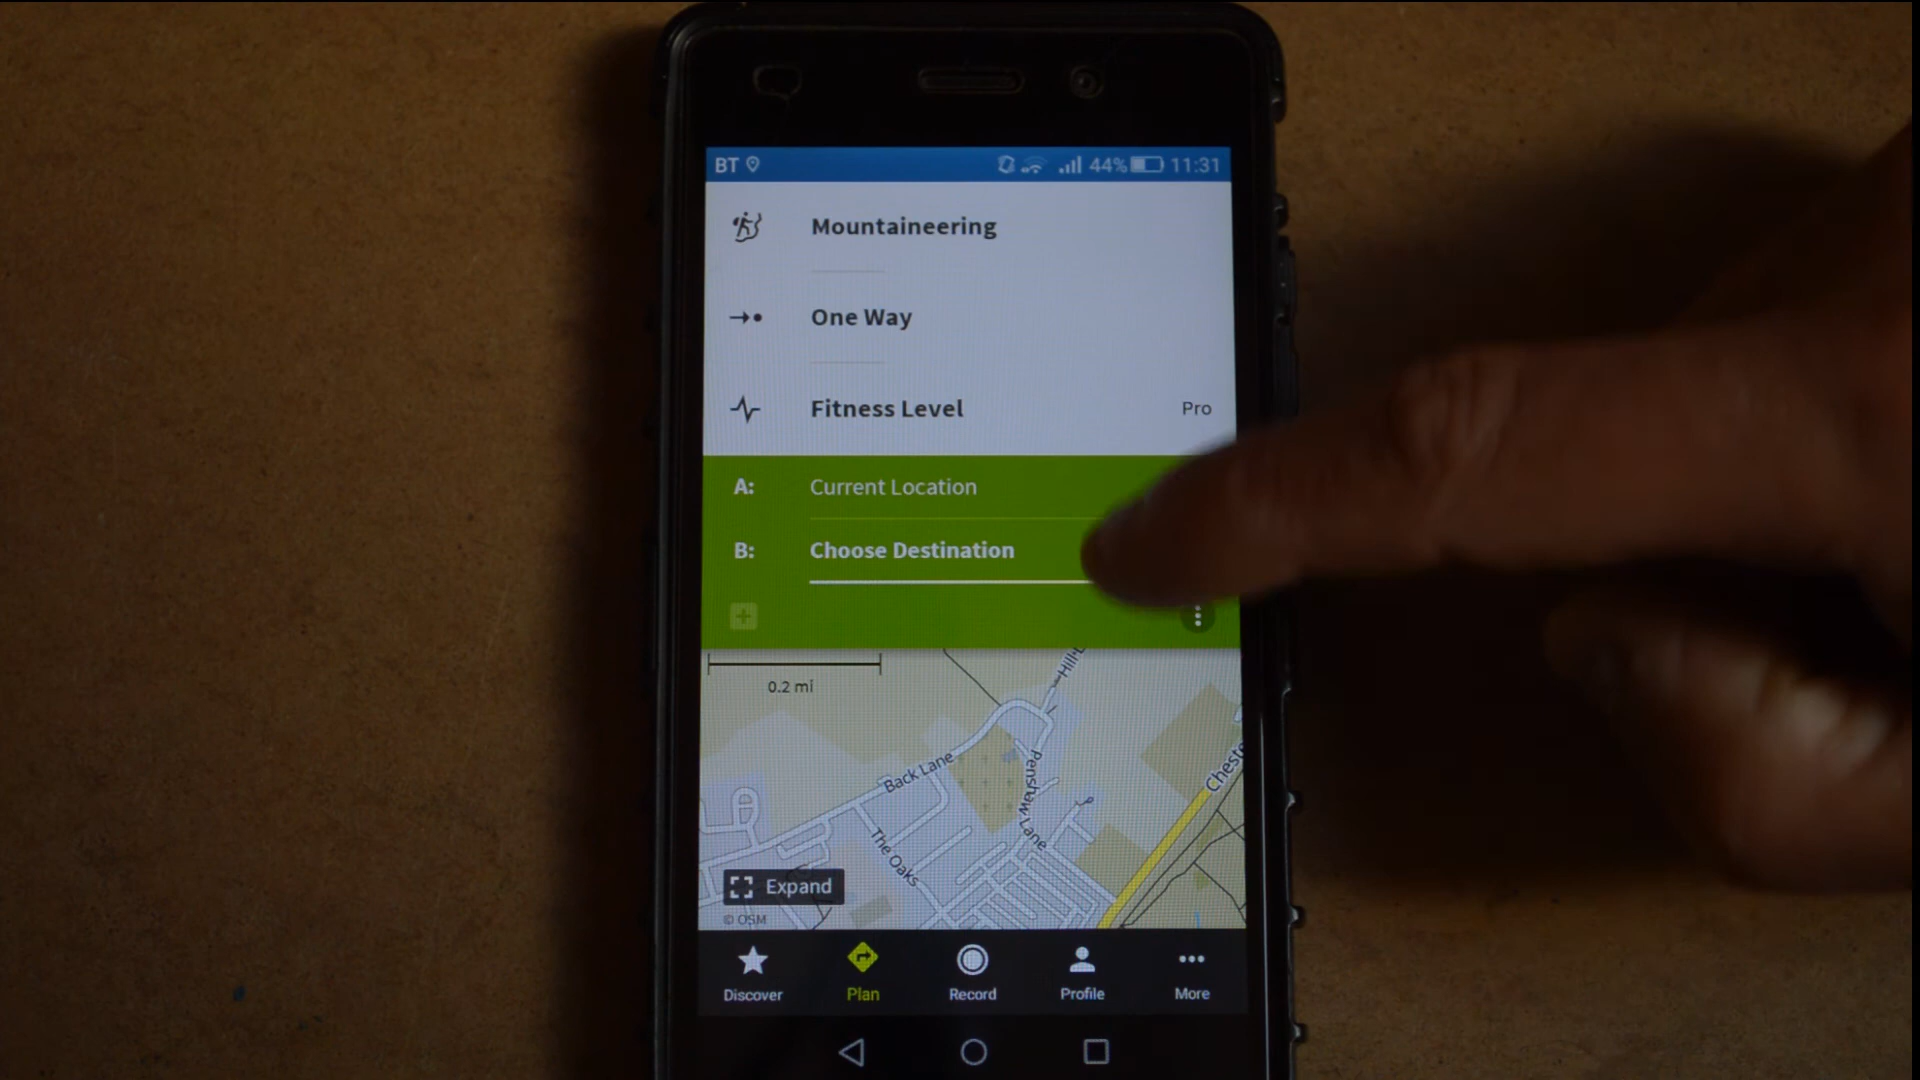 BT 44% 11:31
Mountaineering
One Way
Fitness Level Pro
A: Current Location
B: Choose Destination
0.2 mi
Back Lane
Penshaw Lane
The Oaks
Expand
© OSM
Discover Plan Record Profile More